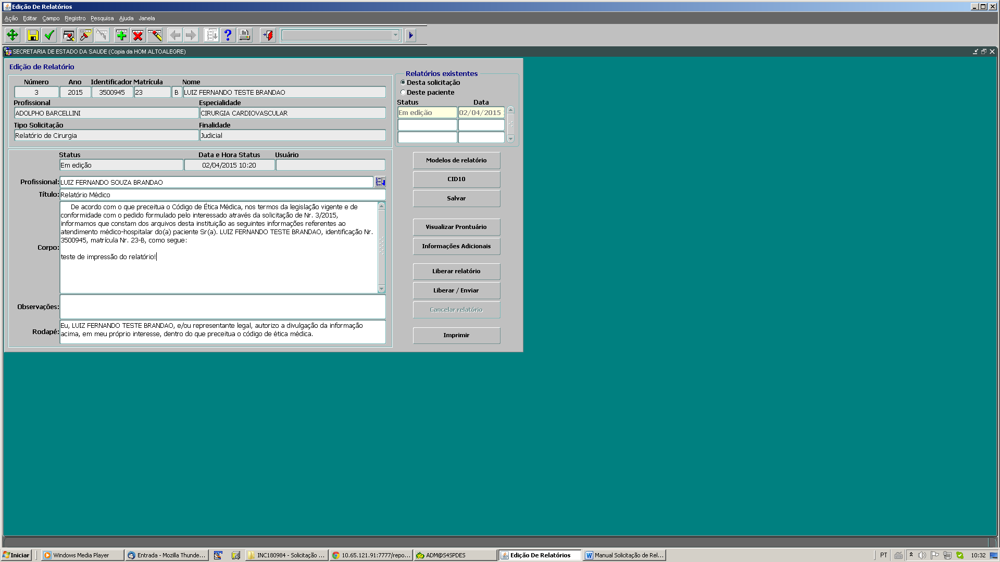 Edição De Relatórios
Ação Editar Campo Registro Pesquisa Ajuda Janela
SECRETARIA DE ESTADO DA SAUDE (Copia da HOM ALTOALEGRE)
Edição de Relatório
Número Ano Identificador Matrícula Nome
3 2015 3500945 23 B LUIZ FERNANDO TESTE BRANDAO
Profissional Especialidade
ADOLPHO BARCELLINI CIRURGIA CARDIOVASCULAR
Tipo Solicitação Finalidade
Relatório de Cirurgia Judicial
Relatórios existentes
Desta solicitação
Deste paciente
Status Data
Em edição 02/04/2015
Status Data e Hora Status Usuário
Em edição 02/04/2015 10:20
Profissional: LUIZ FERNANDO SOUZA BRANDAO
Título: Relatório Médico
Corpo:
De acordo com o que preceitua o Código de Ética Médica, nos termos da legislação vigente e de
conformidade com o pedido formulado pelo interessado através da solicitação de Nr. 3/2015,
informamos que constam dos arquivos desta instituição as seguintes informações referentes ao
atendimento médico-hospitalar do(a) paciente Sr(a). LUIZ FERNANDO TESTE BRANDAO, identificação Nr.
3500945, matrícula Nr. 23-B, como segue:
teste de impressão do relatório!
Observações:
Rodapé:
Eu, LUIZ FERNANDO TESTE BRANDAO, e/ou representante legal, autorizo a divulgação da informação
acima, em meu próprio interesse, dentro do que preceitua o código de ética médica.
Modelos de relatório
CID10
Salvar
Visualizar Prontuário
Informações Adicionais
Liberar relatório
Liberar / Enviar
Cancelar relatório
Imprimir
Iniciar Windows Media Player Entrada - Mozilla Thunde... INC180984 - Solicitação ... 10.65.121.91:7777/repo... ADM@S4SPDES Edição De Relatórios Manual Solicitação de Rel... PT 10:32